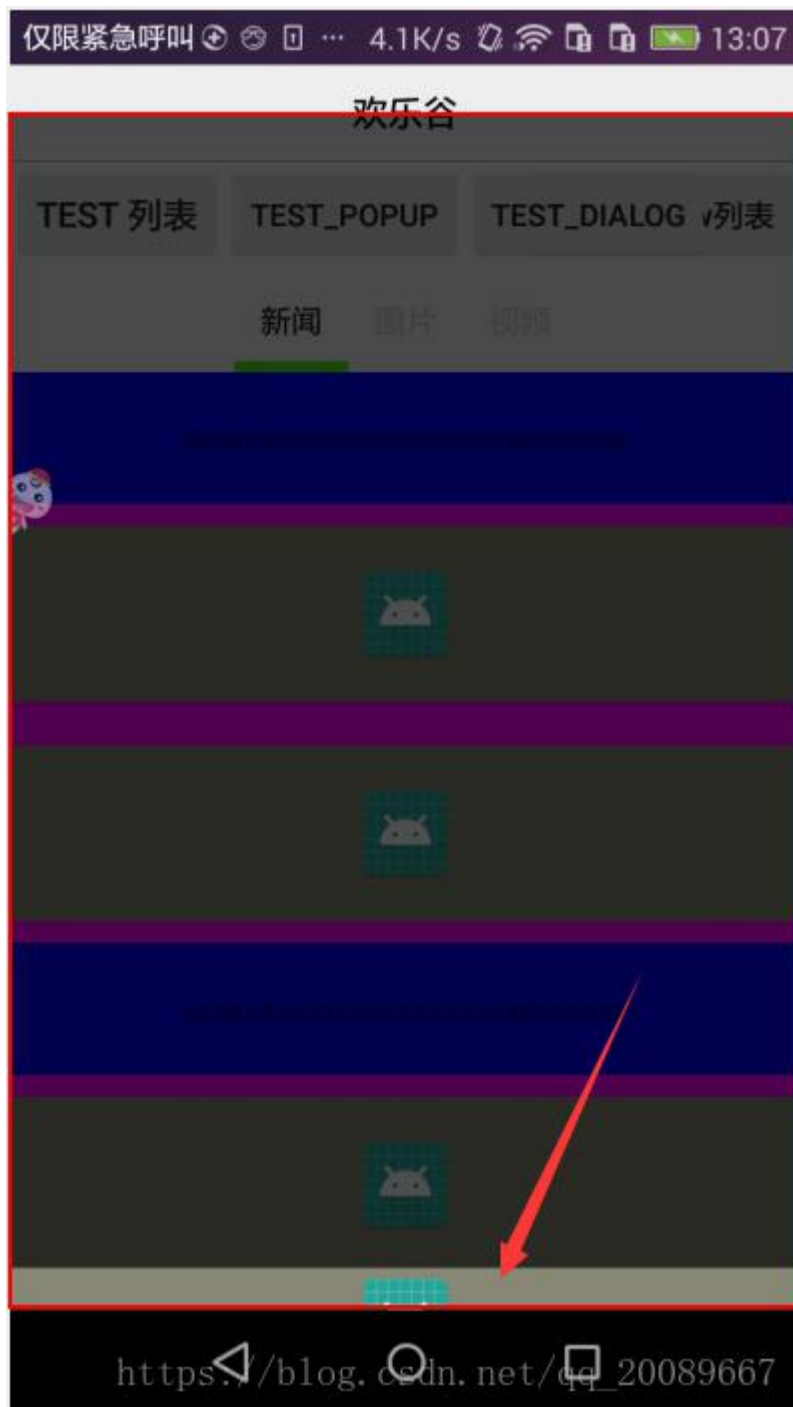 仅限紧急呼叫 ··· 4.1K/s 13:07
欢乐谷
TEST 列表 TEST_POPUP TEST_DIALOG w列表
新闻 图片 视频
https://blog.csdn.net/qq_20089667